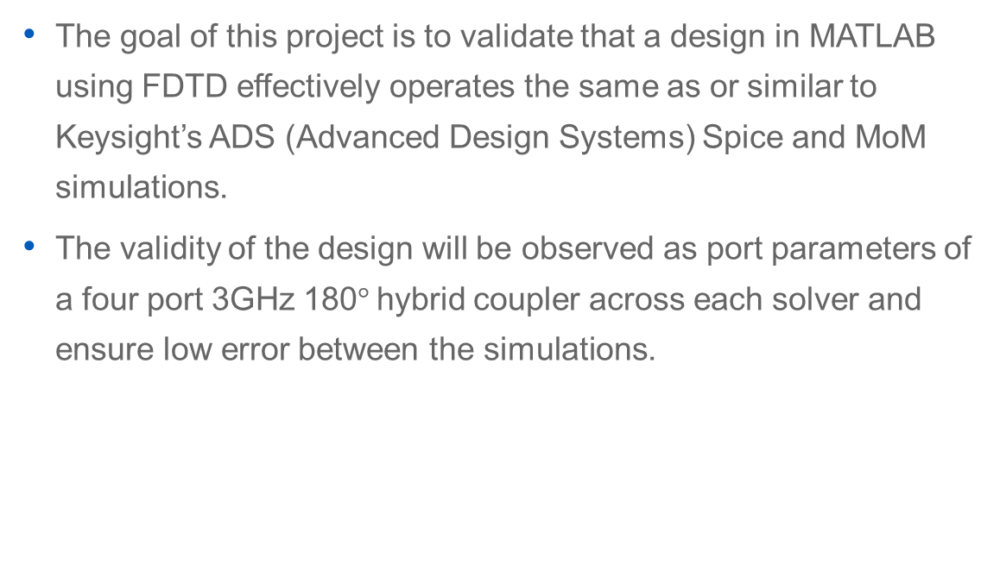 • The goal of this project is to validate that a design in MATLAB
using FDTD effectively operates the same as or similar to
Keysight’s ADS (Advanced Design Systems) Spice and MoM
simulations.
• The validity of the design will be observed as port parameters of
a four port 3GHz 180° hybrid coupler across each solver and
ensure low error between the simulations.